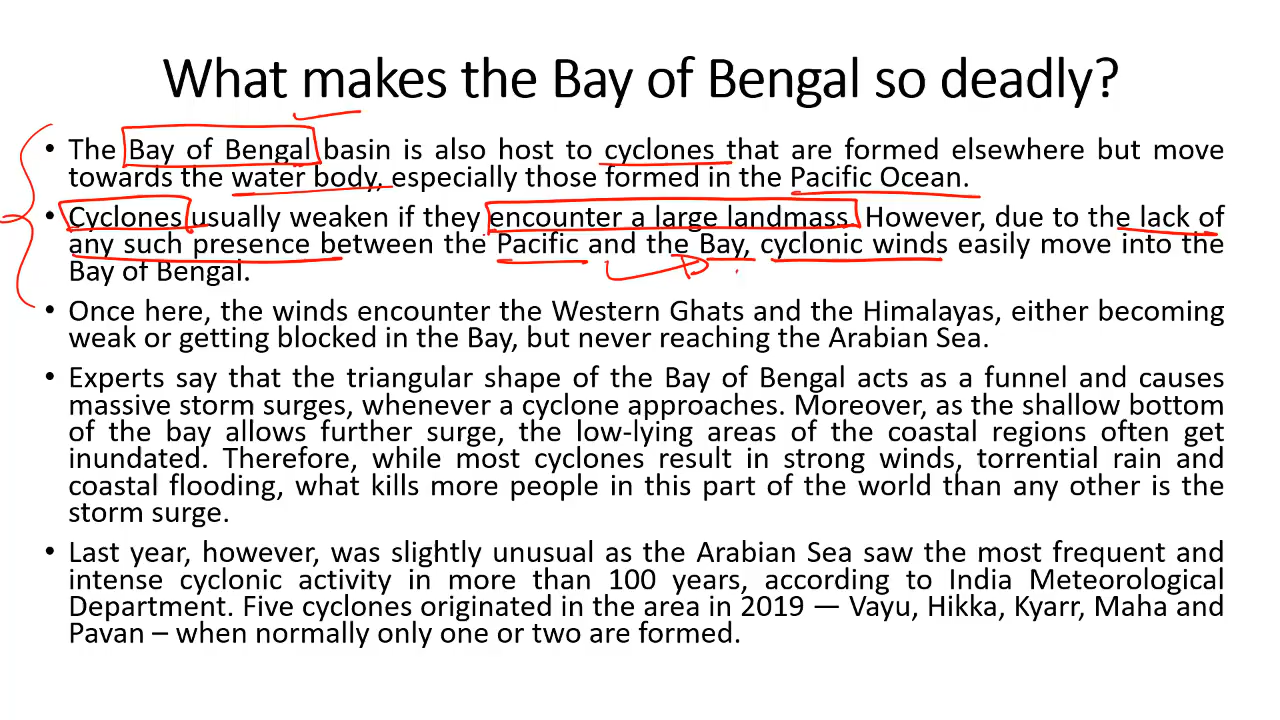 What makes the Bay of Bengal so deadly?
• The Bay of Bengal basin is also host to cyclones that are formed elsewhere but move
towards the water body, especially those formed in the Pacific Ocean.
• Cyclones usually weaken if they encounter a large landmass. However, due to the lack of
any such presence between the Pacific and the Bay, cyclonic winds easily move into the
Bay of Bengal.
• Once here, the winds encounter the Western Ghats and the Himalayas, either becoming
weak or getting blocked in the Bay, but never reaching the Arabian Sea.
• Experts say that the triangular shape of the Bay of Bengal acts as a funnel and causes
massive storm surges, whenever a cyclone approaches. Moreover, as the shallow bottom
of the bay allows further surge, the low-lying areas of the coastal regions often get
inundated. Therefore, while most cyclones result in strong winds, torrential rain and
coastal flooding, what kills more people in this part of the world than any other is the
storm surge.
• Last year, however, was slightly unusual as the Arabian Sea saw the most frequent and
intense cyclonic activity in more than 100 years, according to India Meteorological
Department. Five cyclones originated in the area in 2019 — Vayu, Hikka, Kyarr, Maha and
Pavan – when normally only one or two are formed.